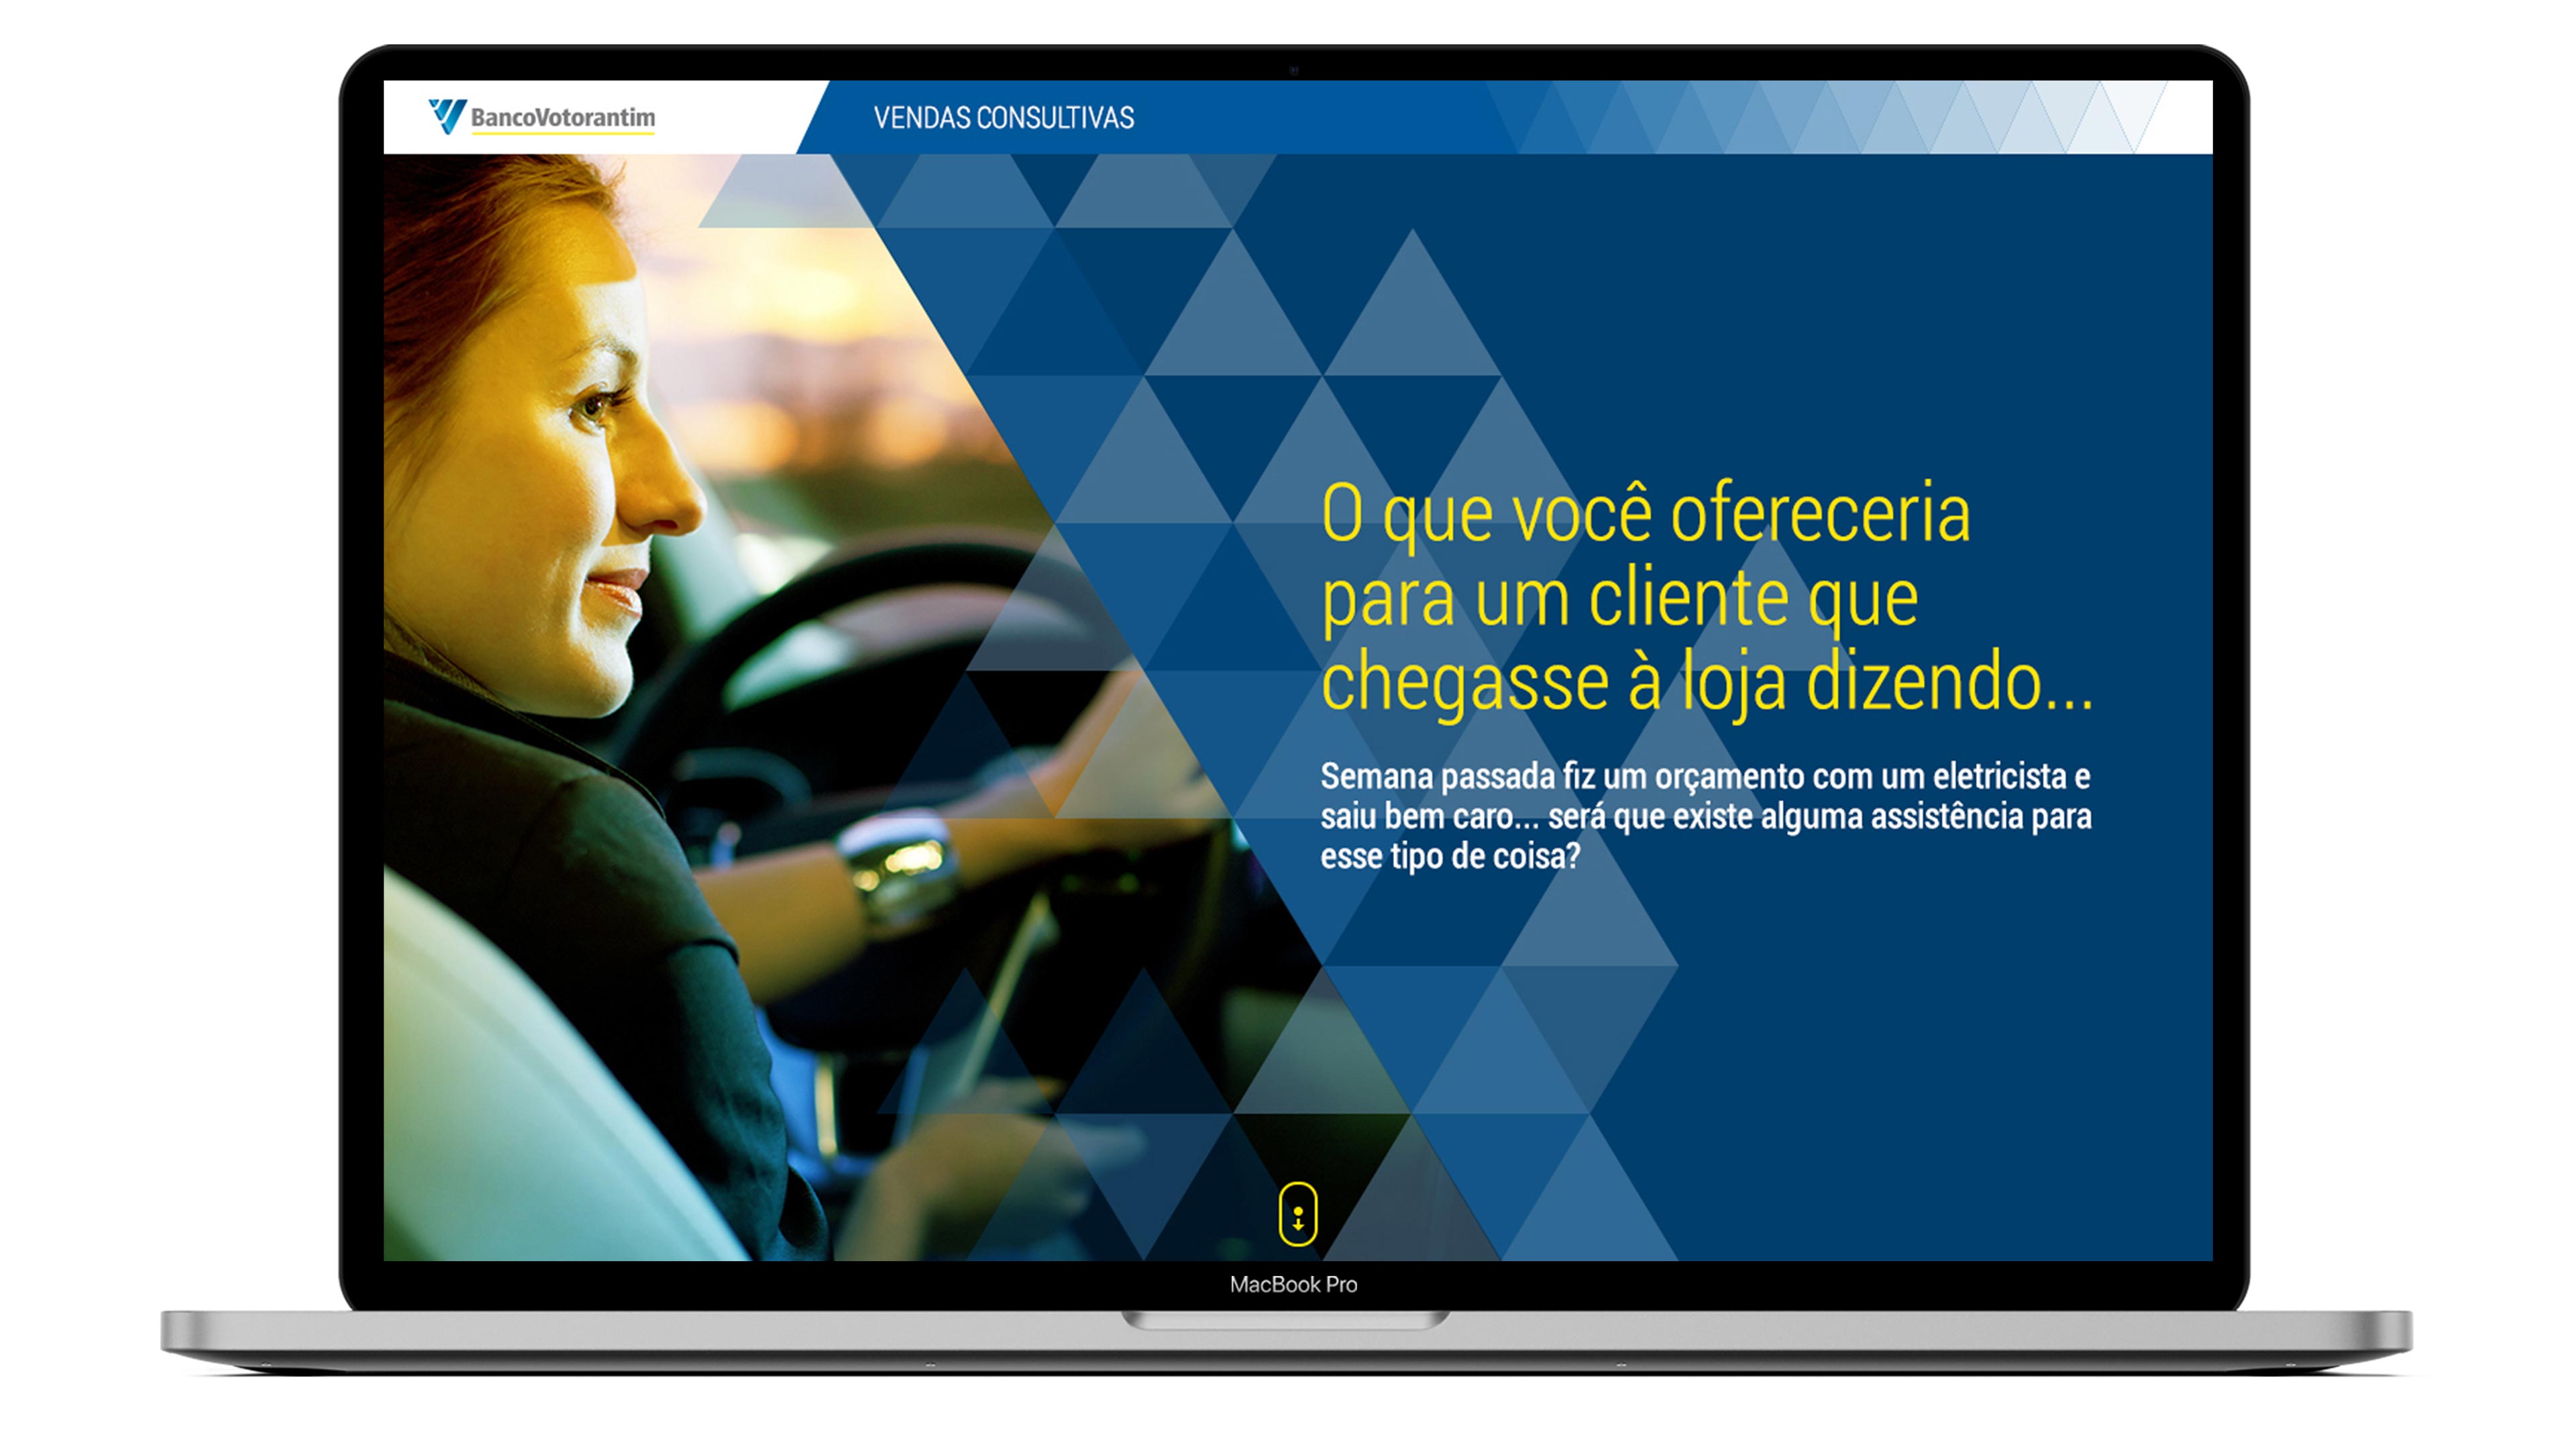 BancoVotorantim
VENDAS CONSULTIVAS
O que você ofereceria
para um cliente que
chegasse à loja dizendo...
Semana passada fiz um orçamento com um eletricista e
saiu bem caro... será que existe alguma assistência para
esse tipo de coisa?
MacBook Pro